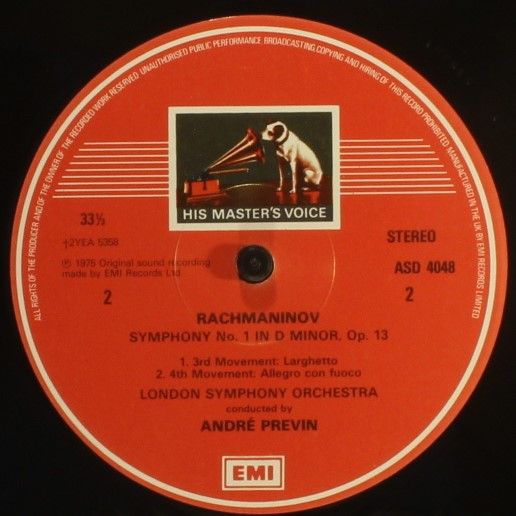 ALL RIGHTS OF THE PRODUCER AND OF THE OWNER OF THE RECORDED WORK RESERVED. UNAUTHORISED PUBLIC PERFORMANCE, BROADCASTING, COPYING AND HIRING OF THIS RECORD PROHIBITED. MANUFACTURED IN THE UK BY EMI RECORDS LIMITED
HIS MASTER'S VOICE
33⅓
STEREO
†2YEA 5358
℗ 1975 Original sound recording
made by EMI Records Ltd
ASD 4048
2
2
RACHMANINOV
SYMPHONY No. 1 IN D MINOR, Op. 13
1. 3rd Movement: Larghetto
2. 4th Movement: Allegro con fuoco
LONDON SYMPHONY ORCHESTRA
conducted by
ANDRÉ PREVIN
EMI